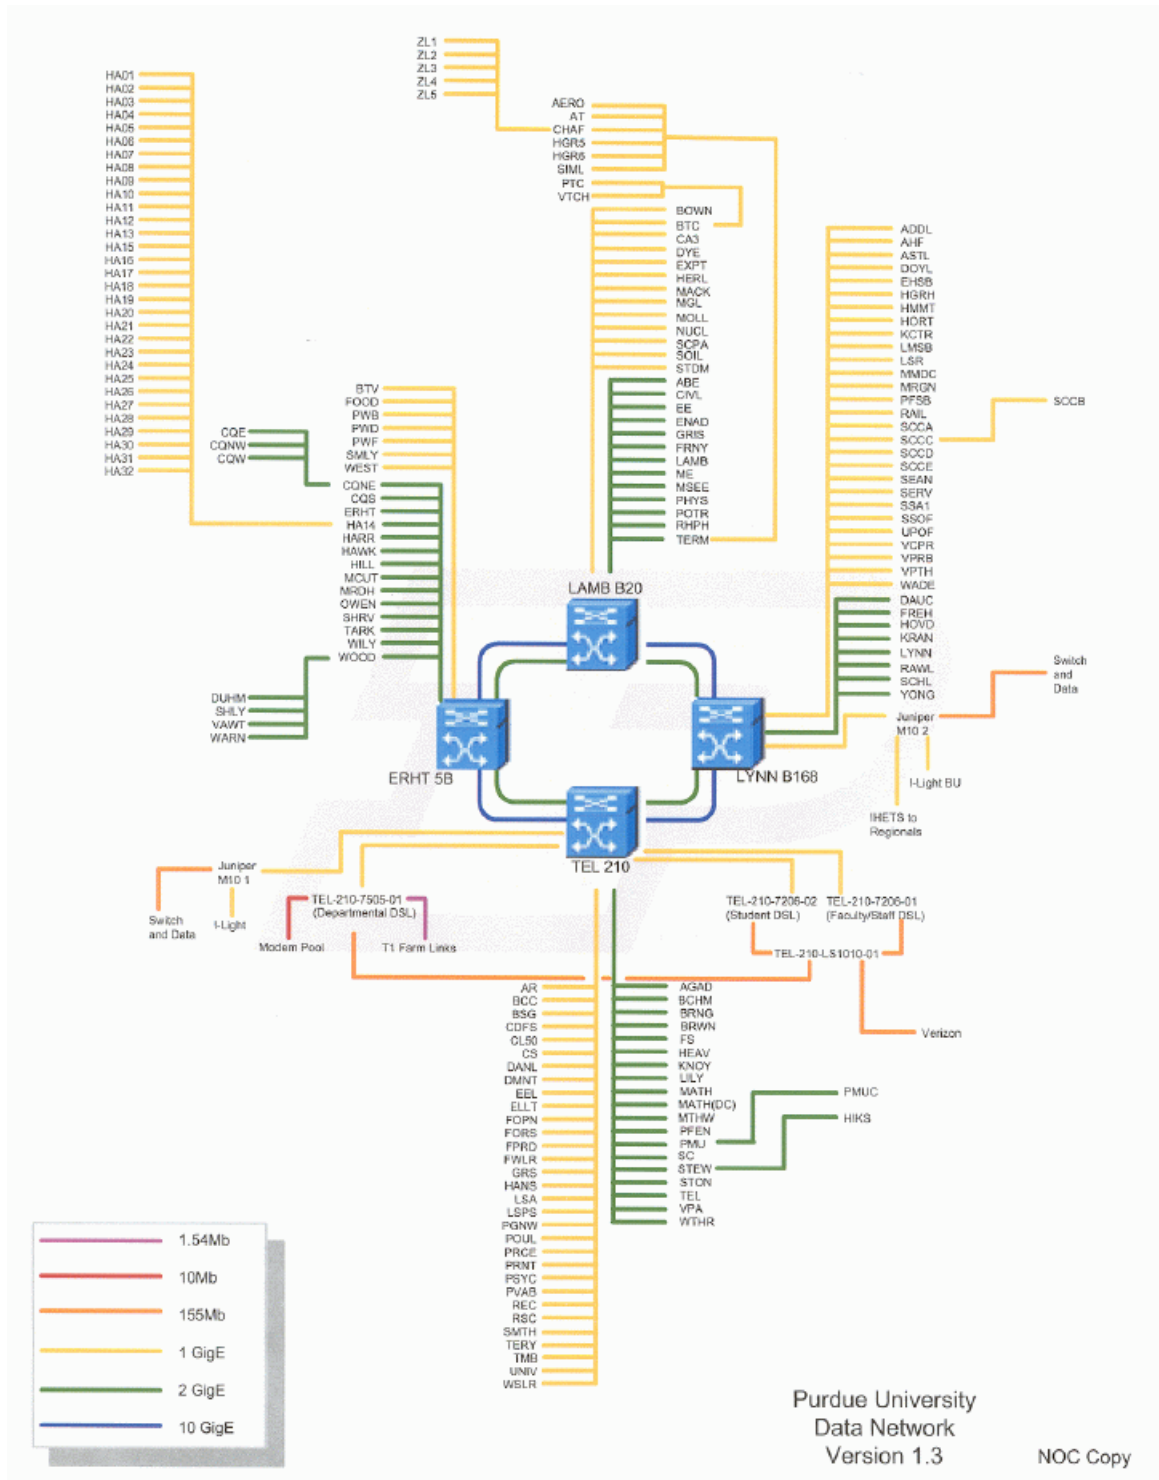 ZL1
ZL2
ZL3
ZL4
ZL5
HA01
HA02
HA03
HA04
HA05
HA06
HA07
HA08
HA09
HA10
HA11
HA12
HA13
HA15
HA16
HA17
HA18
HA19
HA20
HA21
HA22
HA23
HA24
HA25
HA26
HA27
HA28
HA29
HA30
HA31
HA32
AERO
AT
CHAF
HGR5
HGR6
SIML
PTC
VTCH
BOWN
BTC
CA3
DYE
EXPT
HERL
MACK
MGL
MOLL
NUCL
SCPA
SOIL
STDM
ABE
CIVL
EE
ENAD
GRIS
FRNY
LAMB
ME
MSEE
PHYS
POTR
RHPH
TERM
ADDL
AHF
ASTL
DOYL
EHSB
HGRH
HMMT
HORT
KCTR
LMSB
LSR
MMDC
MRGN
PFSB
RAIL
SCCA
SCCC
SCCD
SCCE
SEAN
SERV
SSA1
SSOF
UPOF
VCPR
VPRB
VPTH
WADE
DAUC
FREH
HOVD
KRAN
LYNN
RAWL
SCHL
YONG
SCCB
BTV
FOOD
PWB
PWD
PWF
SMLY
WEST
CQE
CQNW
CQW
CQNE
CQS
ERHT
HA14
HARR
HAWK
HILL
MCUT
MRDH
OWEN
SHRV
TARK
WILY
WOOD
DUHM
SHLY
VAWT
WARN
LAMB B20
ERHT 5B
LYNN B168
TEL 210
Switch
and
Data
Juniper
M10 2
I-Light BU
IHETS to
Regionals
Juniper
M10 1
Switch
and Data
I-Light
TEL-210-7505-01
(Departmental DSL)
Modem Pool
T1 Farm Links
TEL-210-7206-02
(Student DSL)
TEL-210-7206-01
(Faculty/Staff DSL)
TEL-210-LS1010-01
Verizon
AR
BCC
BSG
CDFS
CL50
CS
DANL
DMNT
EEL
ELLT
FOPN
FORS
FPRD
FWLR
GRS
HANS
LSA
LSPS
PGNW
POUL
PRCE
PRNT
PSYC
PVAB
REC
RSC
SMTH
TERY
TMB
UNIV
WSLR
AGAD
BCHM
BRNG
BRWN
FS
HEAV
KNOY
LILY
MATH
MATH(DC)
MTHW
PFEN
PMU
SC
STEW
STON
TEL
VPA
WTHR
PMUC
HIKS
1.54Mb
10Mb
155Mb
1 GigE
2 GigE
10 GigE
Purdue University
Data Network
Version 1.3
NOC Copy